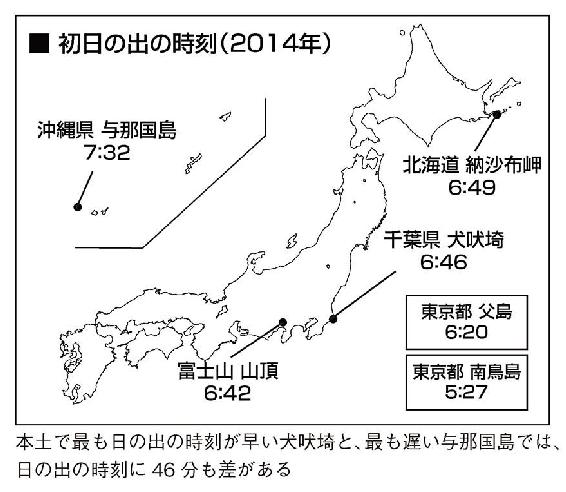 ■ 初日の出の時刻(2014年)
沖縄県 与那国島
7:32
北海道 納沙布岬
6:49
千葉県 犬吠埼
6:46
東京都 父島
6:20
富士山 山頂
6:42
東京都 南鳥島
5:27
本土で最も日の出の時刻が早い犬吠埼と、最も遅い与那国島では、
日の出の時刻に 46 分も差がある